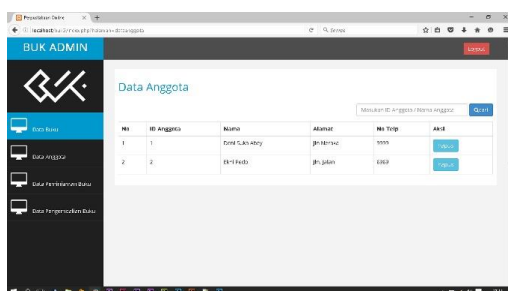 Perpustakaan Online
BUK ADMIN
Logout
Data Anggota
Masukan ID Anggota / Nama Anggota
Cari
No ID Anggota Nama Alamat No Telp Aksi
1 1 Jln 9999 Hapus
2 2 Jln. Jalan Hapus
Data Buku
Data Anggota
Data Peminjaman Buku
Data Pengembalian Buku